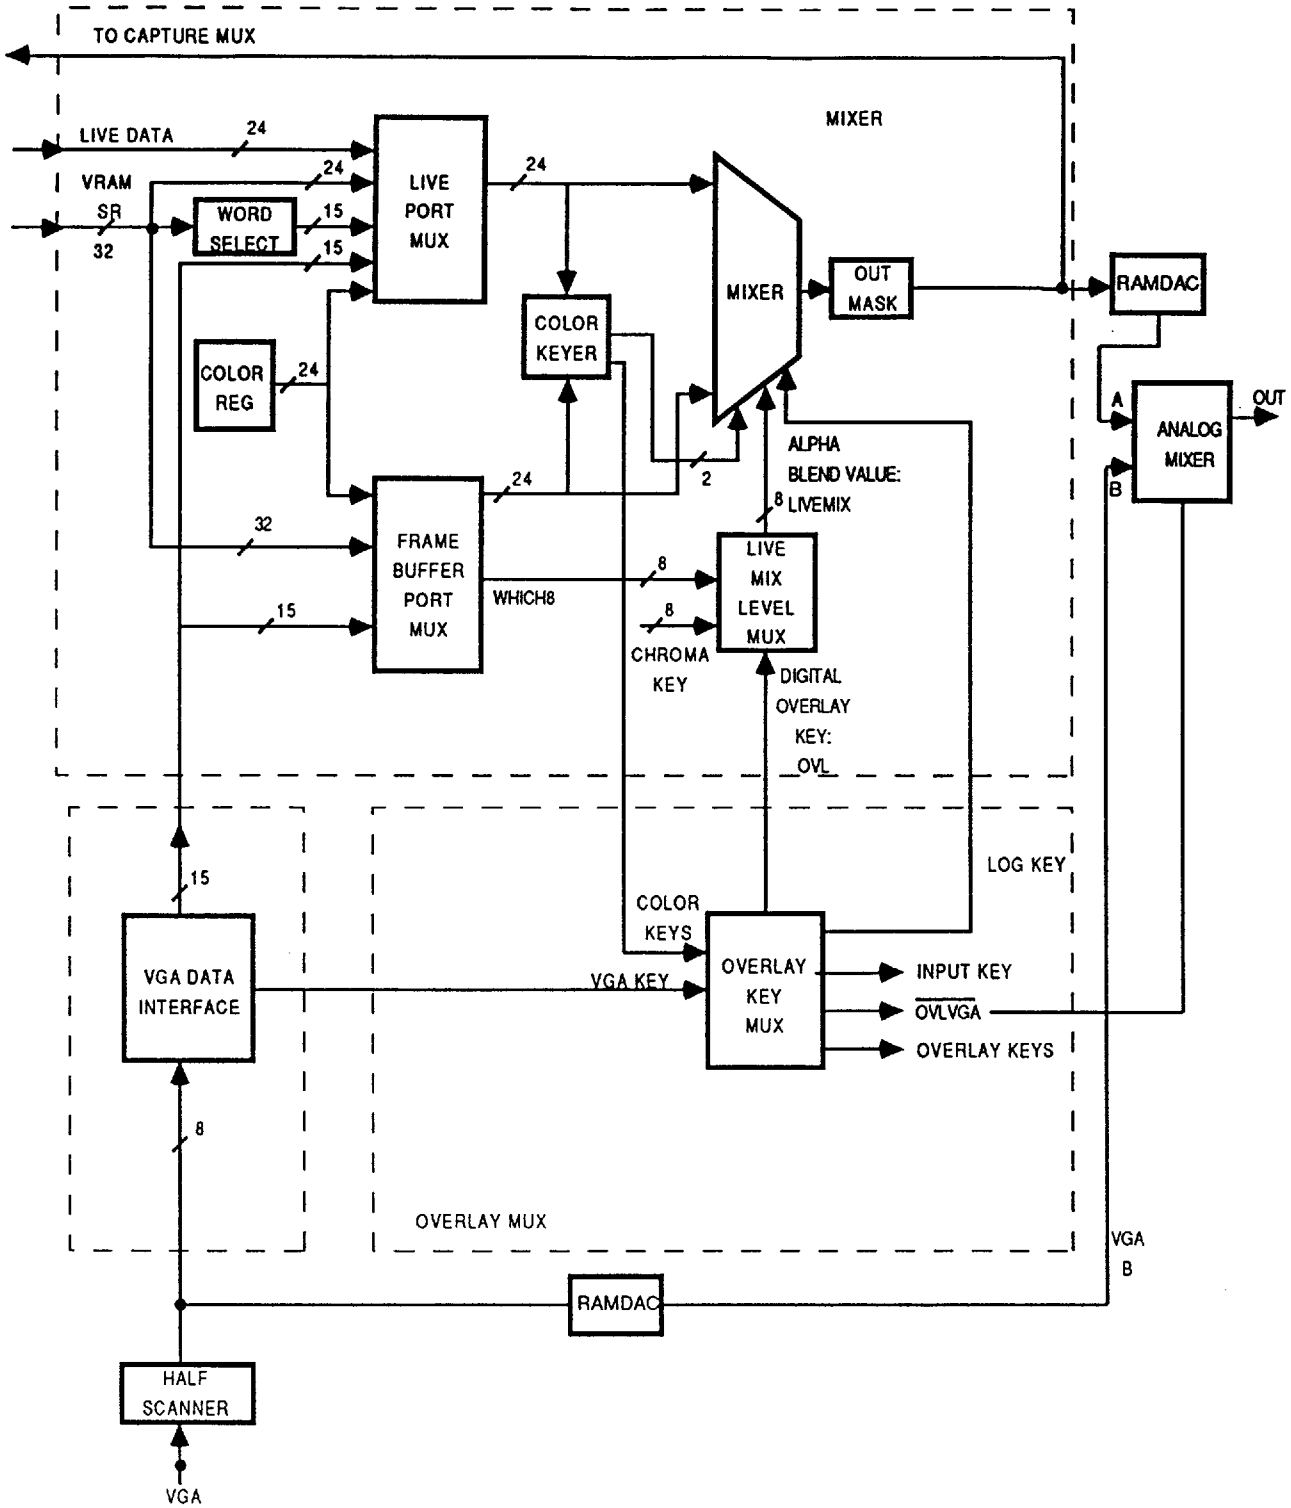 TO CAPTURE MUX
MIXER
LIVE DATA
24
VRAM
SR
32
24
15
15
WORD
SELECT
LIVE
PORT
MUX
24
COLOR
REG
24
COLOR
KEYER
MIXER
OUT
MASK
RAMDAC
A
B
ANALOG
MIXER
OUT
2
ALPHA
BLEND VALUE:
LIVEMIX
8
24
32
15
FRAME
BUFFER
PORT
MUX
WHICH8
8
8
CHROMA
KEY
LIVE
MIX
LEVEL
MUX
DIGITAL
OVERLAY
KEY:
OVL
15
LOG KEY
COLOR
KEYS
VGA DATA
INTERFACE
VGA KEY
OVERLAY
KEY
MUX
INPUT KEY
OVLVGA
OVERLAY KEYS
8
OVERLAY MUX
VGA
B
RAMDAC
HALF
SCANNER
VGA